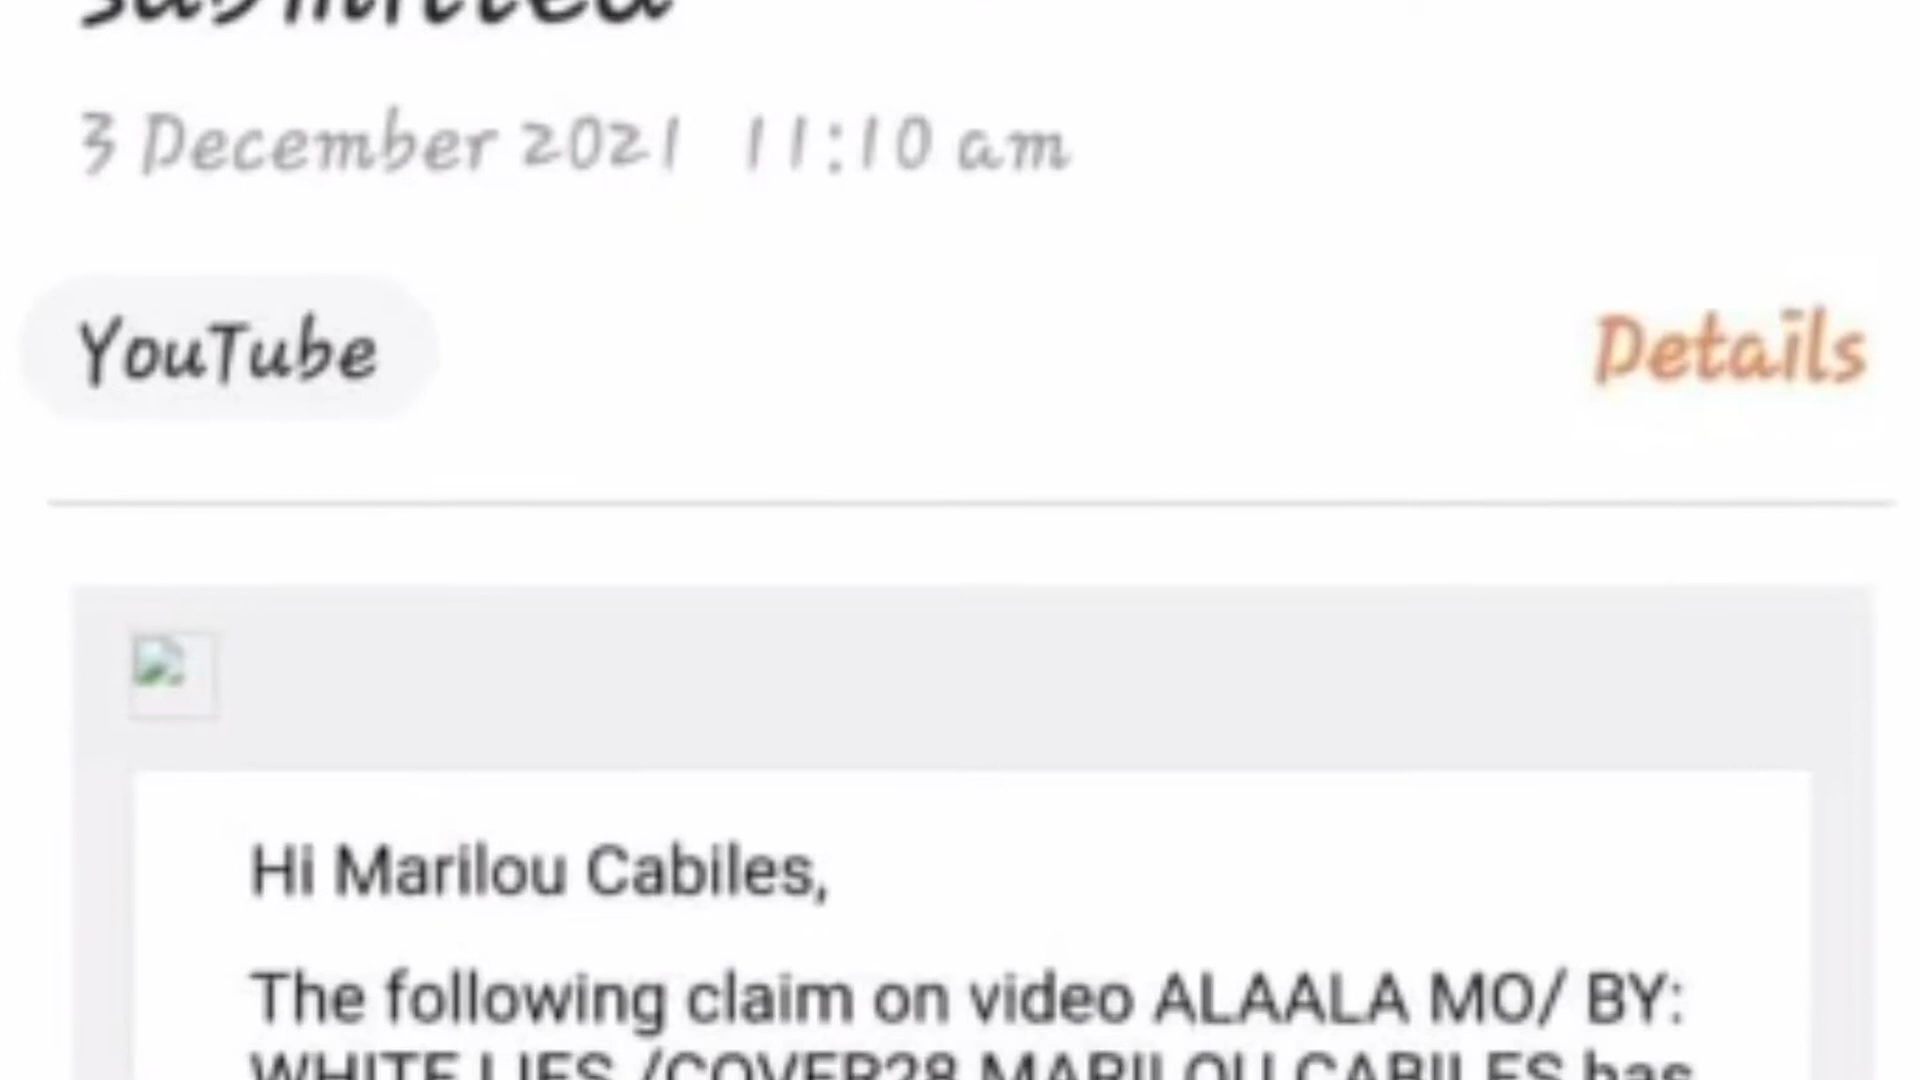 submitted
3 December 2021 11:10 am
YouTube
Details
Hi Marilou Cabiles,
The following claim on video ALAALA MO/ BY:
WHITE LIES /COVER28 MARILOU CABILES has